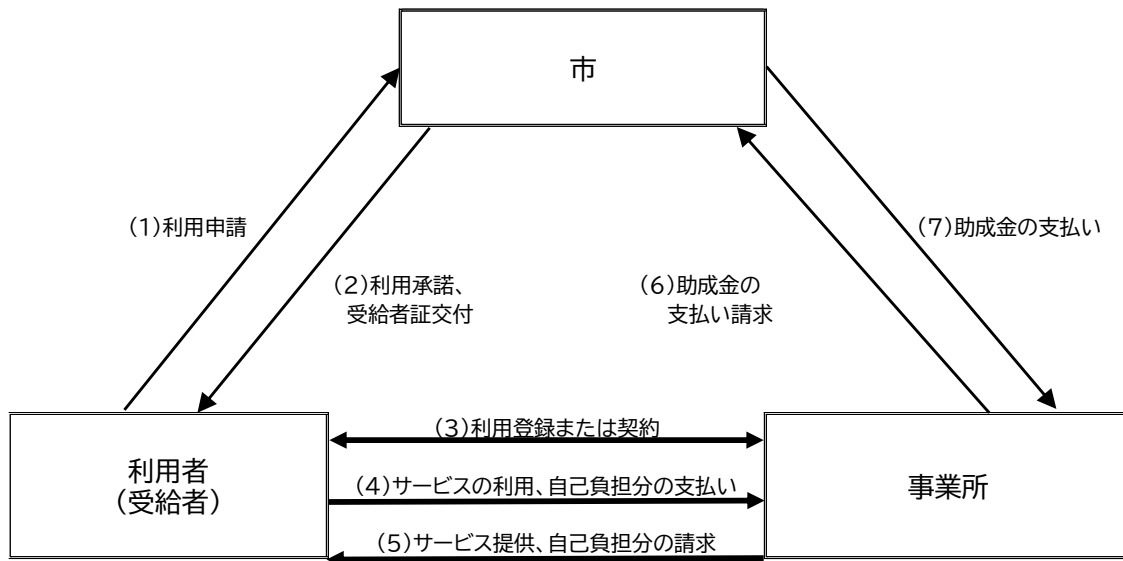 市
(1)利用申請
(7)助成金の支払い
(2)利用承諾、
受給者証交付
(6)助成金の
支払い請求
(3)利用登録または契約
利用者
(受給者)
(4)サービスの利用、自己負担分の支払い
事業所
(5)サービス提供、自己負担分の請求